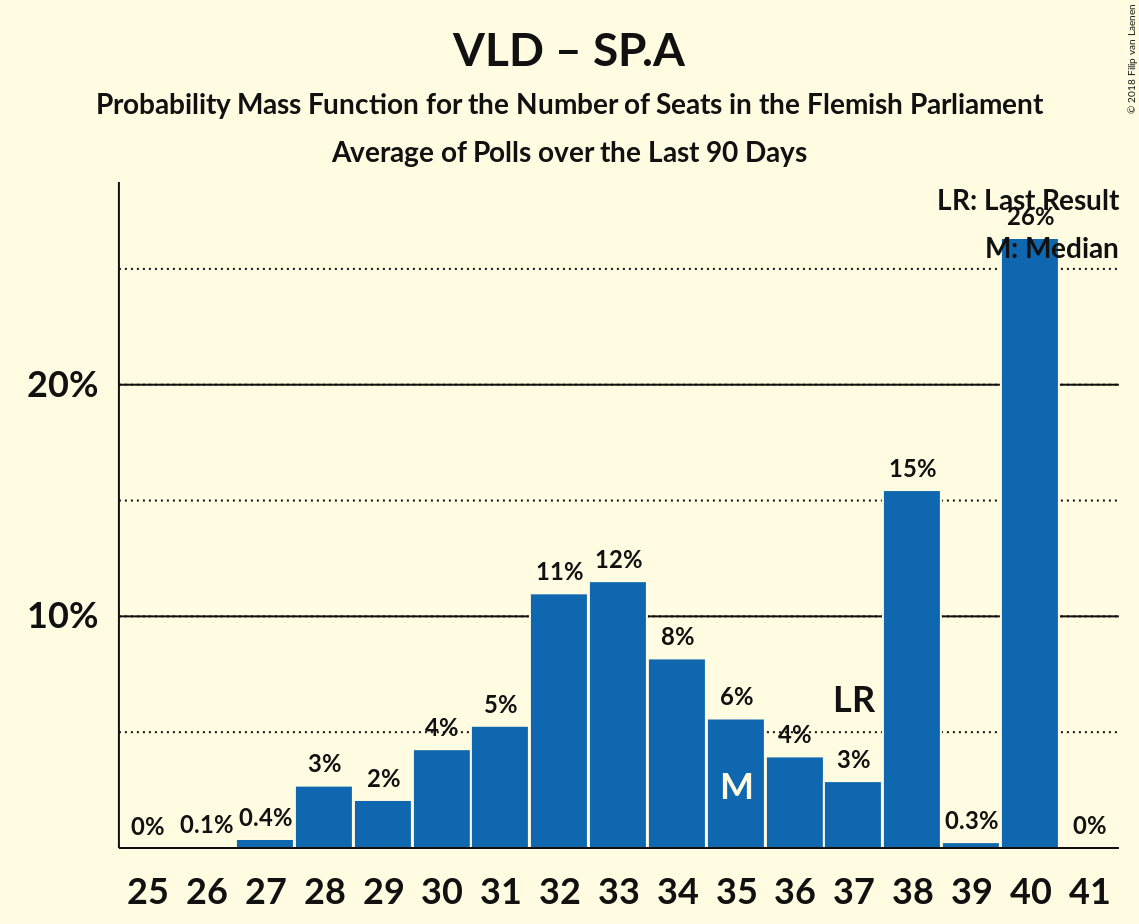 VLD – SP.A
Probability Mass Function for the Number of Seats in the Flemish Parliament
Average of Polls over the Last 90 Days
© 2018 Filip van Laenen
LR: Last Result
M: Median
26%
20%
15%
12%
11%
10%
8%
6%
5%
4%
4%
3%
3%
2%
0.4%
0.3%
0.1%
0%
0%
LR
M
25 26 27 28 29 30 31 32 33 34 35 36 37 38 39 40 41